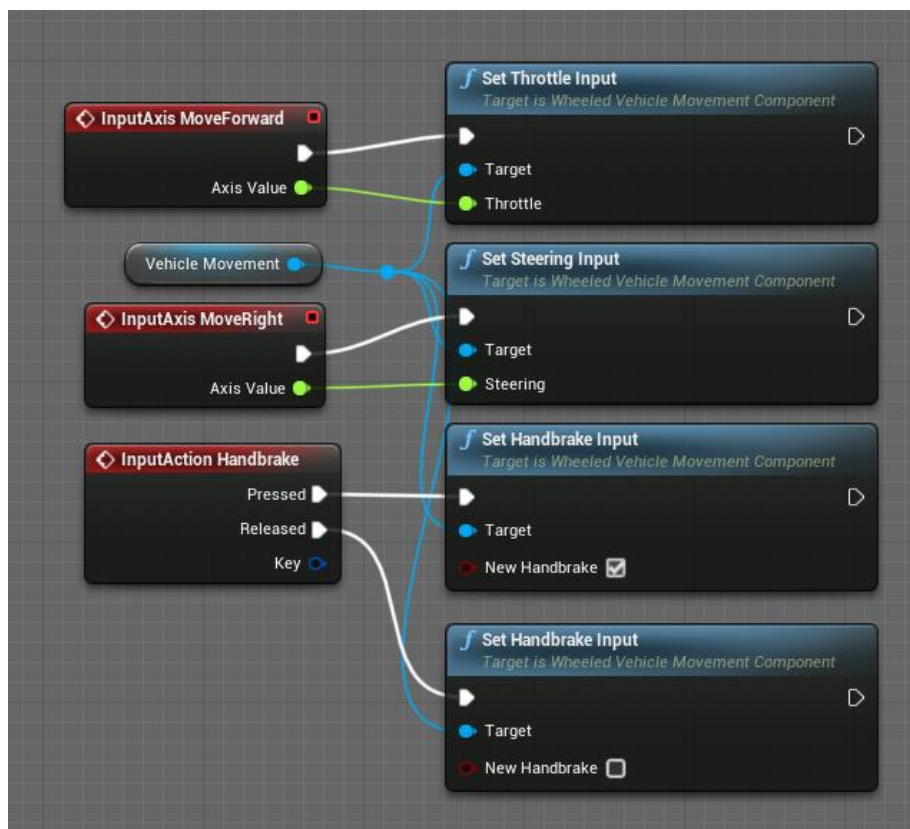 InputAxis MoveForward
Axis Value
Vehicle Movement
InputAxis MoveRight
Axis Value
InputAction Handbrake
Pressed
Released
Key
f Set Throttle Input
Target is Wheeled Vehicle Movement Component
Target
Throttle
f Set Steering Input
Target is Wheeled Vehicle Movement Component
Target
Steering
f Set Handbrake Input
Target is Wheeled Vehicle Movement Component
Target
New Handbrake
f Set Handbrake Input
Target is Wheeled Vehicle Movement Component
Target
New Handbrake